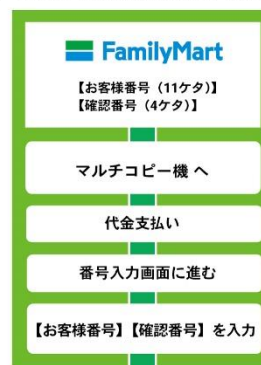 FamilyMart
【お客様番号（11ケタ）】
【確認番号（4ケタ）】
マルチコピー機 へ
代金支払い
番号入力画面に進む
【お客様番号】【確認番号】を入力